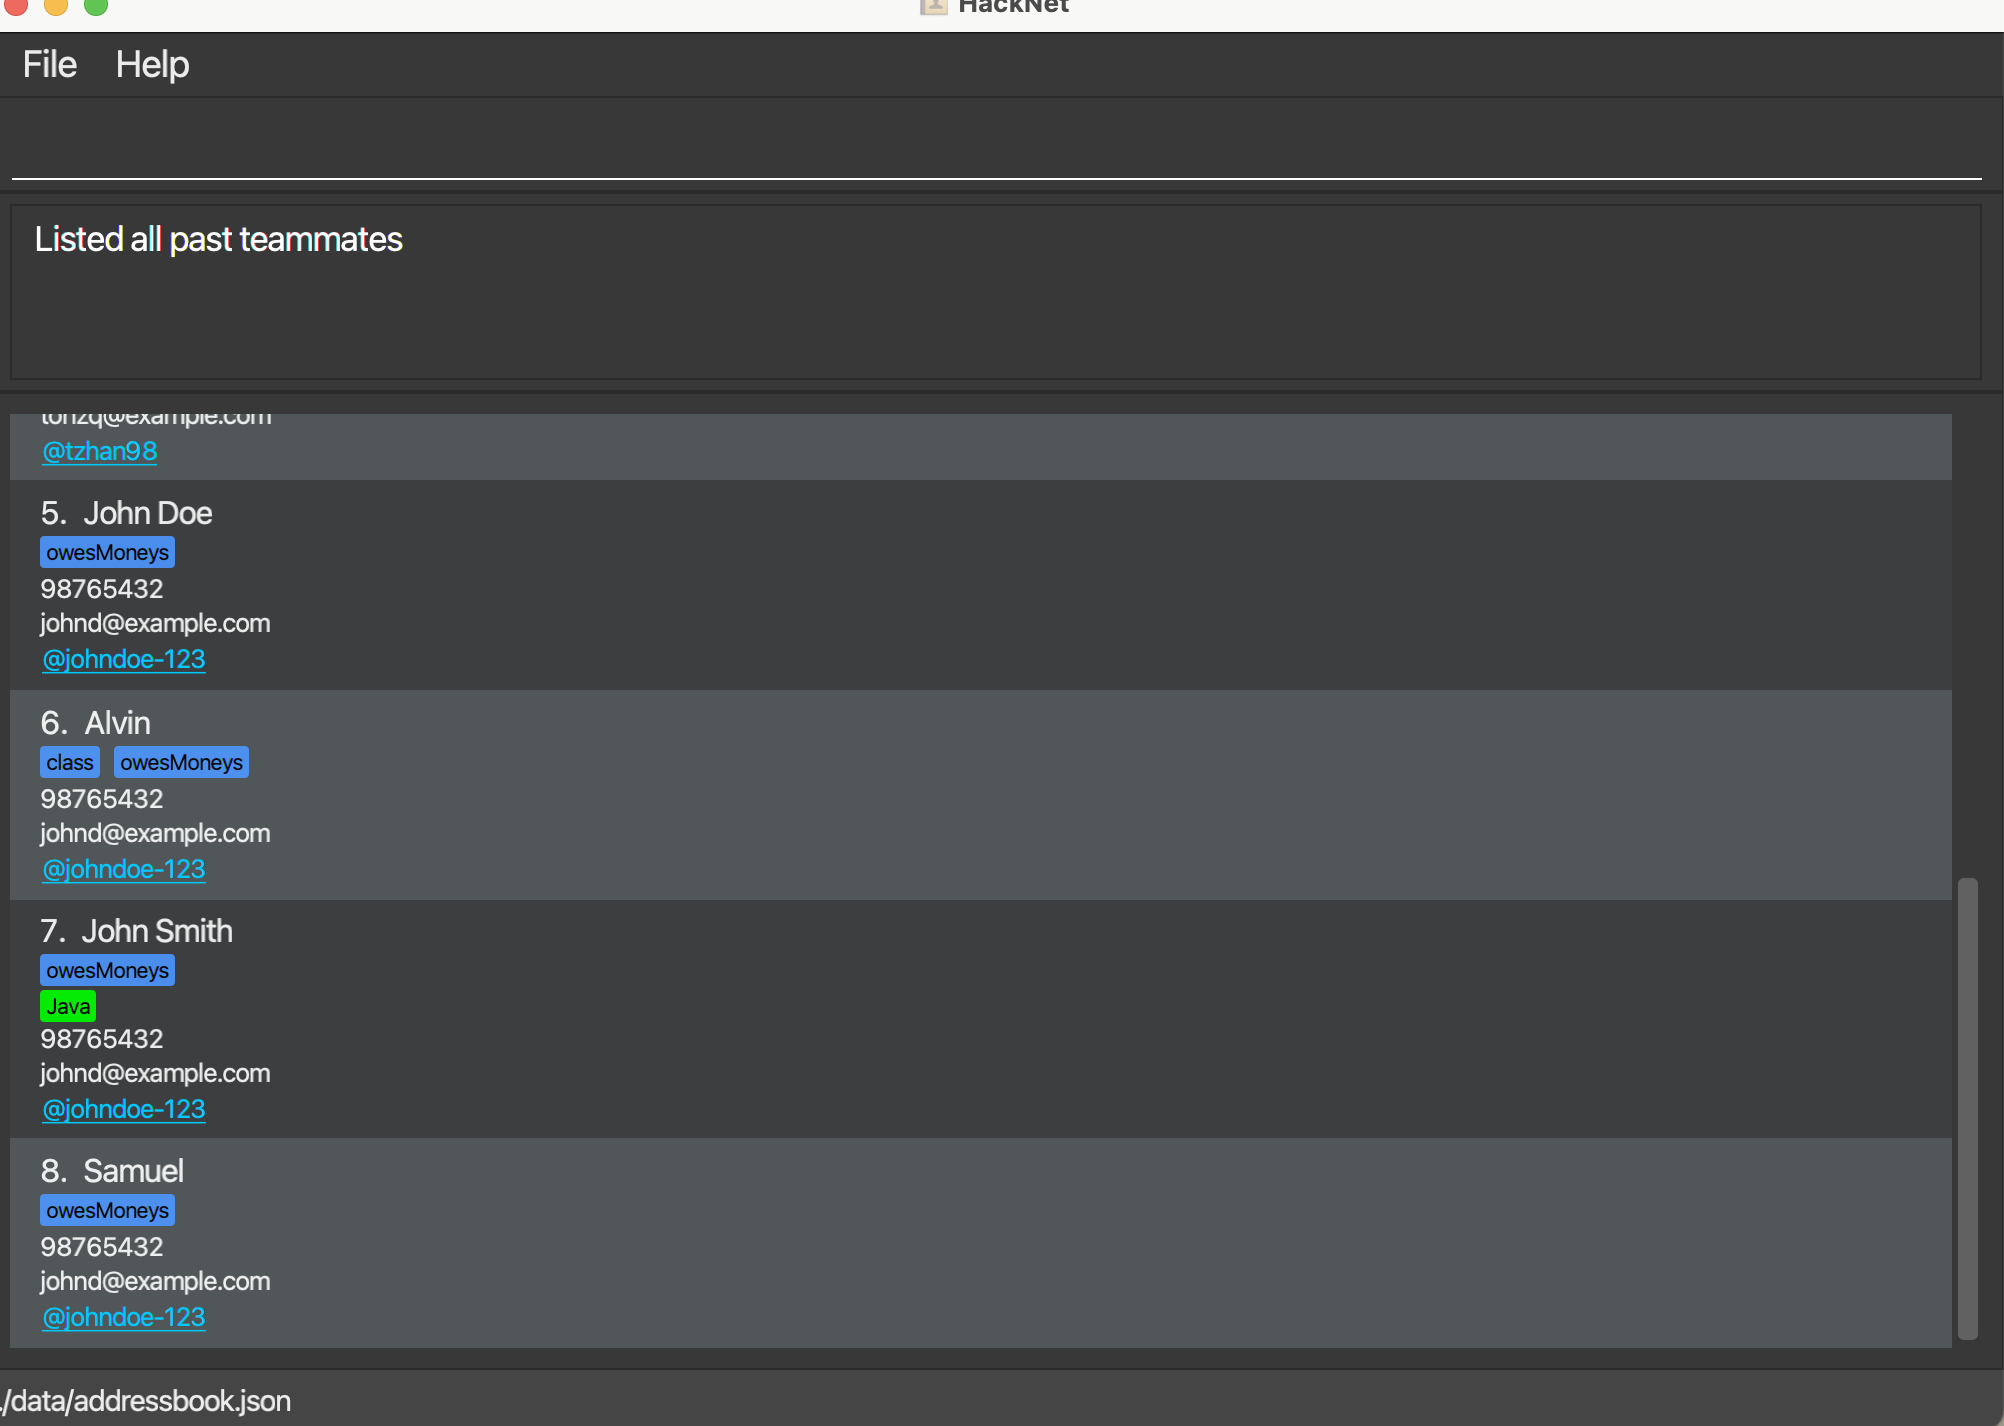 HackNet
File Help
Listed all past teammates
tonzq@example.com
@tzhan98
5. John Doe
owesMoneys
98765432
johnd@example.com
@johndoe-123
6. Alvin
class owesMoneys
98765432
johnd@example.com
@johndoe-123
7. John Smith
owesMoneys
Java
98765432
johnd@example.com
@johndoe-123
8. Samuel
owesMoneys
98765432
johnd@example.com
@johndoe-123
./data/addressbook.json